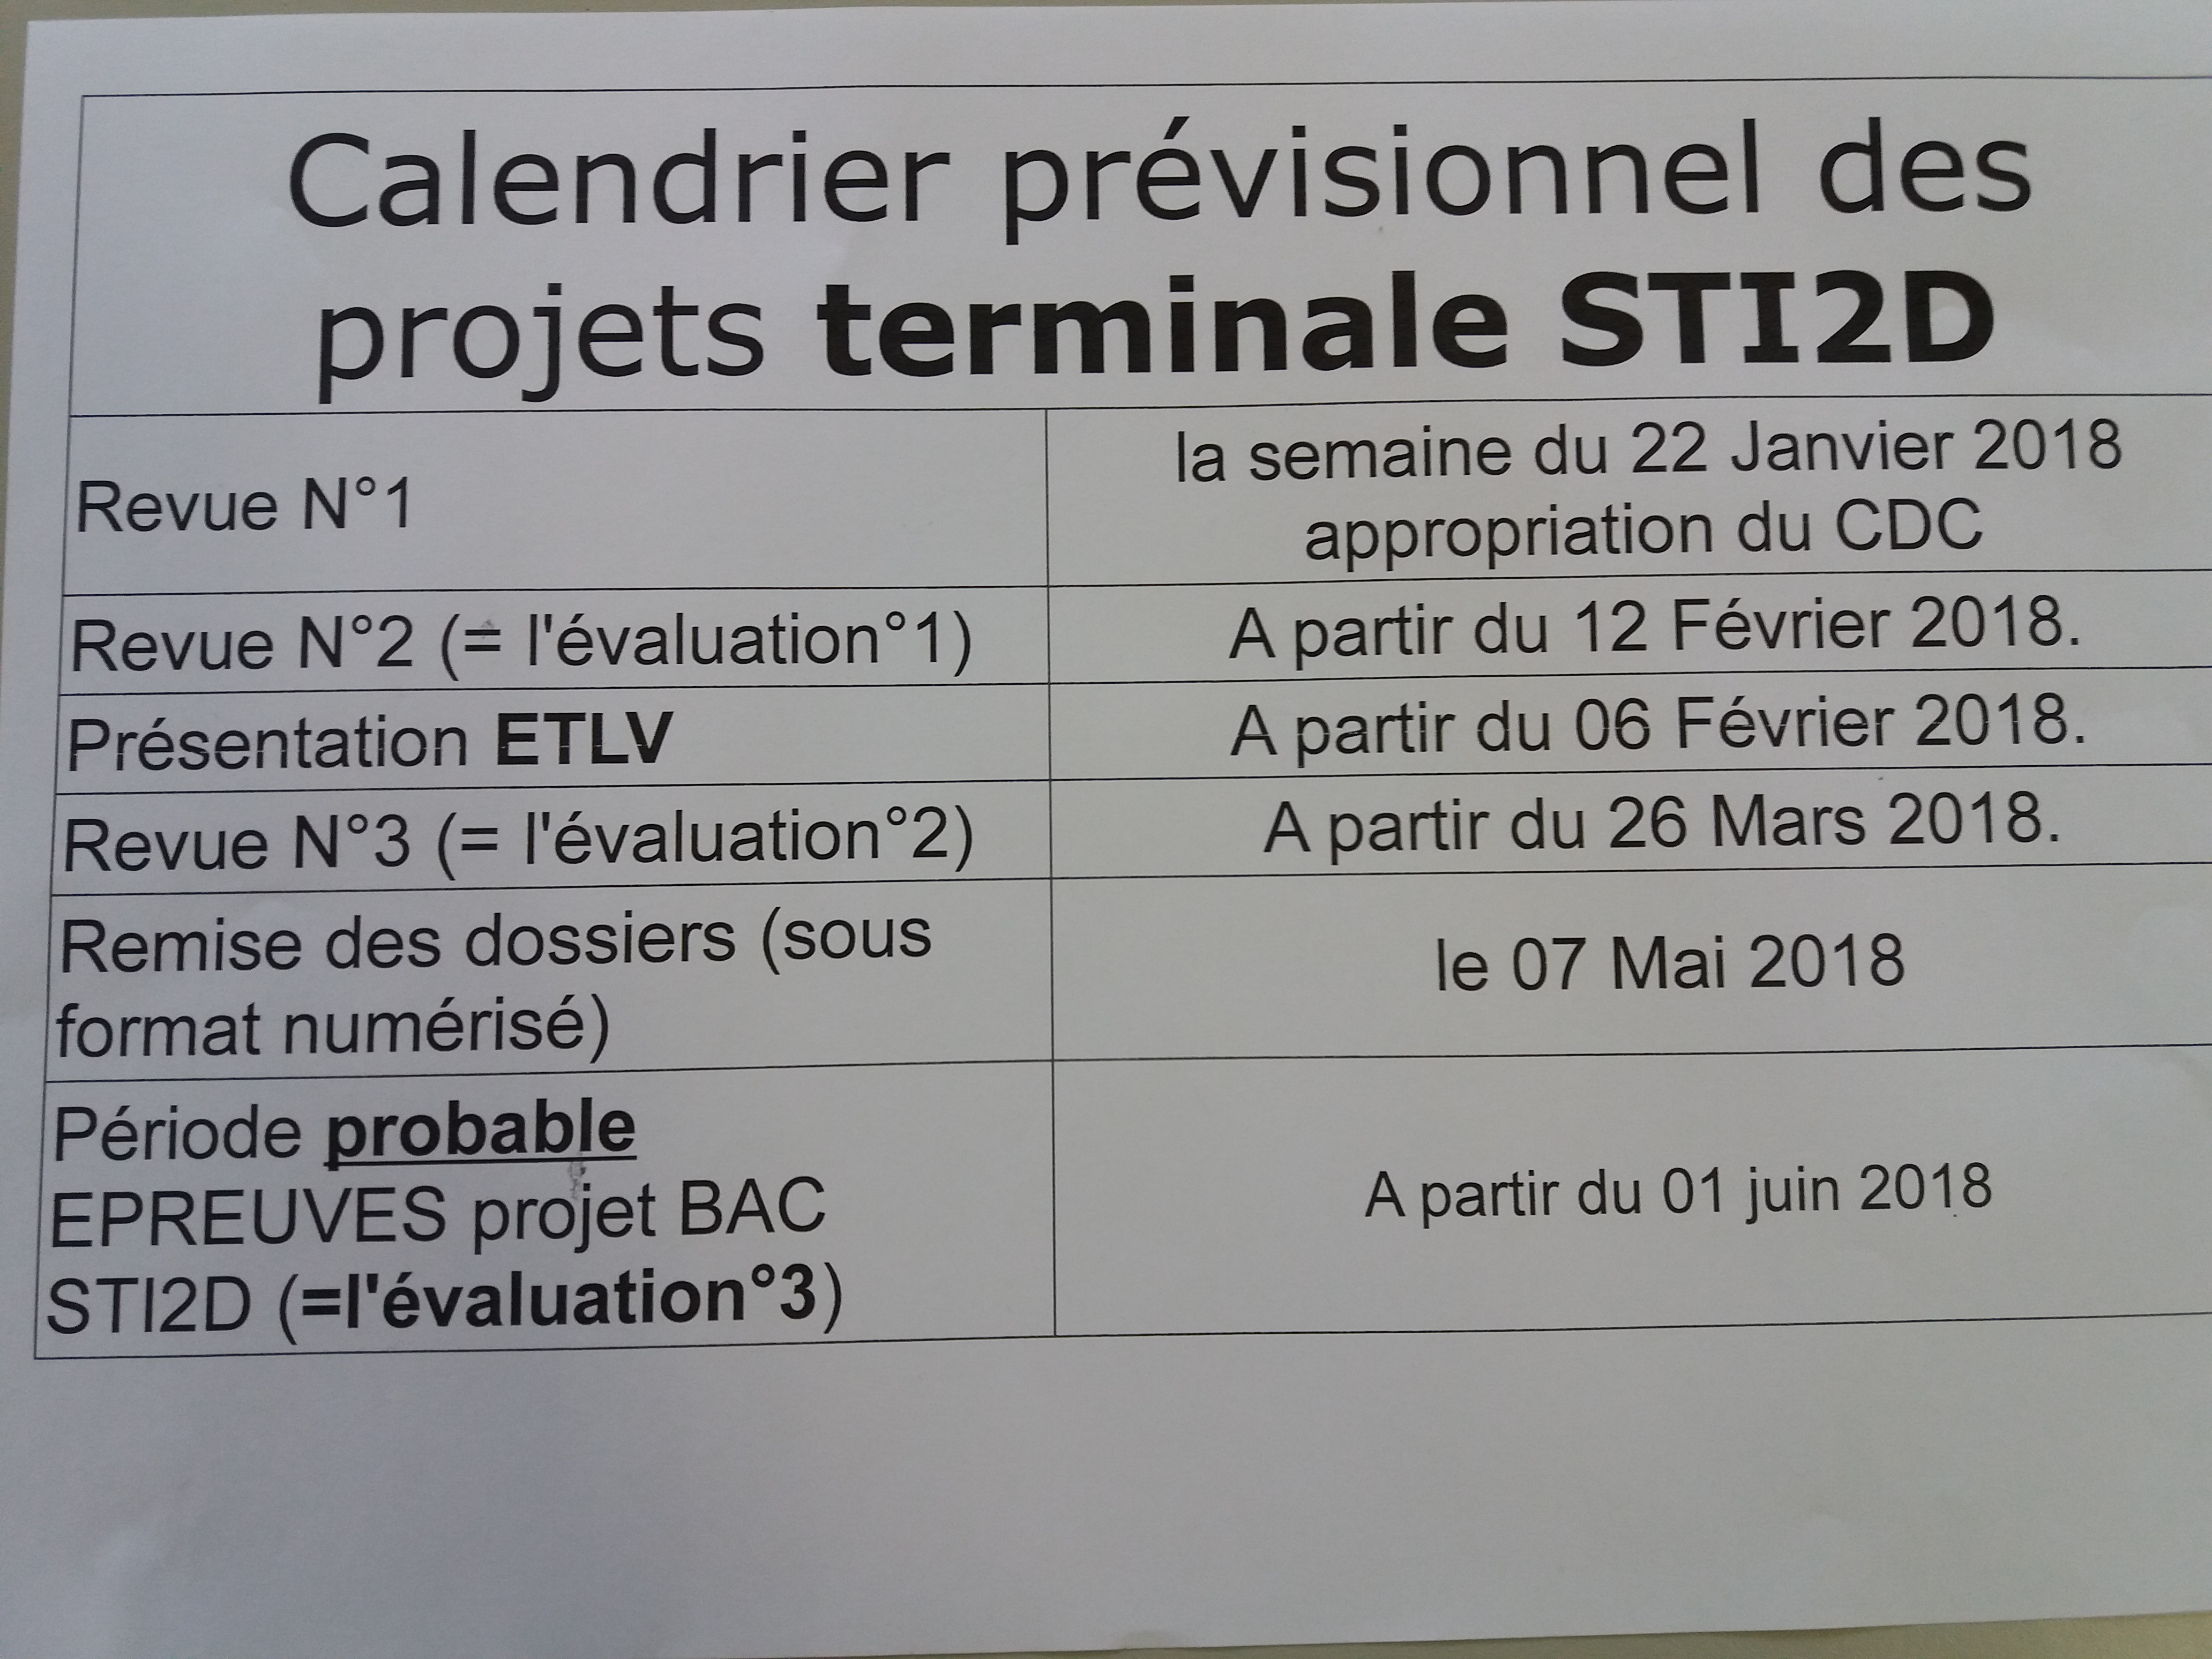 Calendrier prévisionnel des
projets terminale STI2D
Revue N°1
la semaine du 22 Janvier 2018
appropriation du CDC
Revue N°2 (= l'évaluation°1)
A partir du 12 Février 2018.
Présentation ETLV
A partir du 06 Février 2018.
Revue N°3 (= l'évaluation°2)
A partir du 26 Mars 2018.
Remise des dossiers (sous
format numérisé)
le 07 Mai 2018
Période probable
EPREUVES projet BAC
STI2D (=l'évaluation°3)
A partir du 01 juin 2018